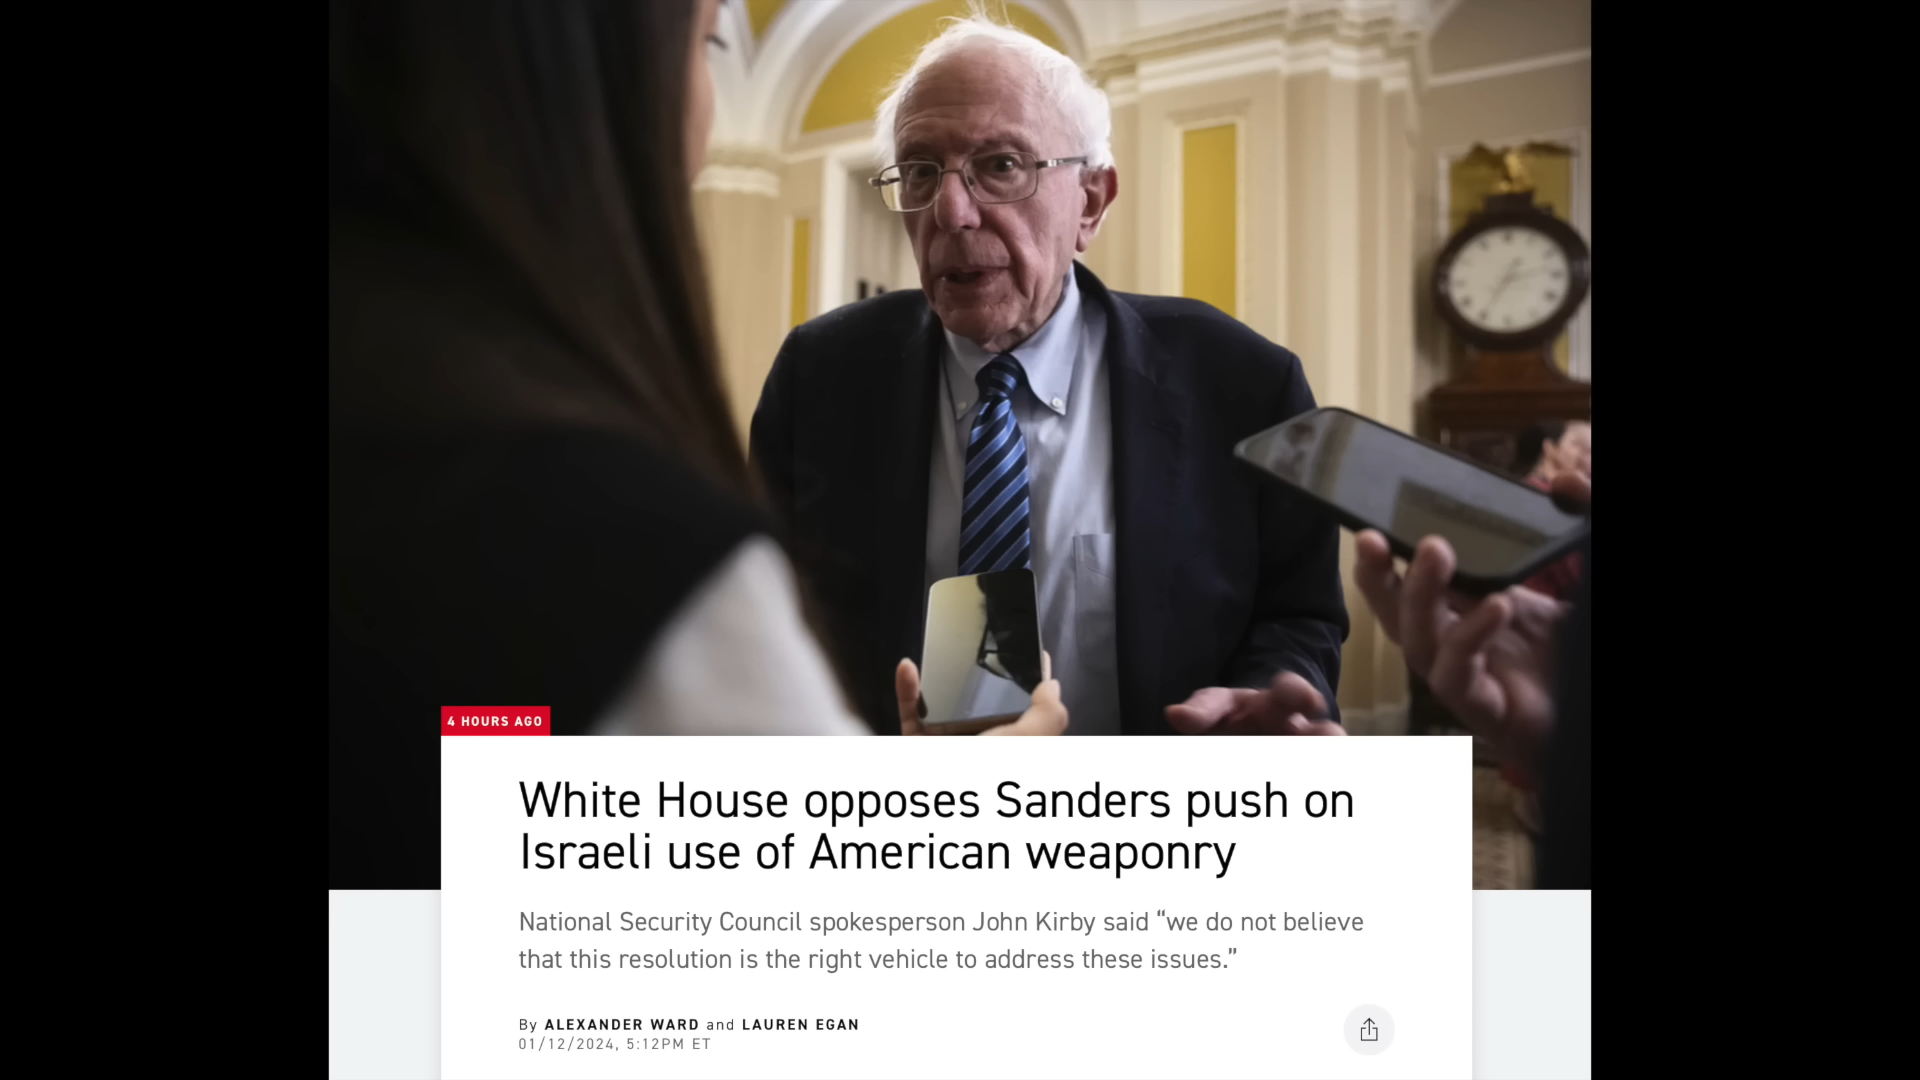 4 HOURS AGO
White House opposes Sanders push on
Israeli use of American weaponry
National Security Council spokesperson John Kirby said “we do not believe
that this resolution is the right vehicle to address these issues.”
By ALEXANDER WARD and LAUREN EGAN
01/12/2024, 5:12PM ET